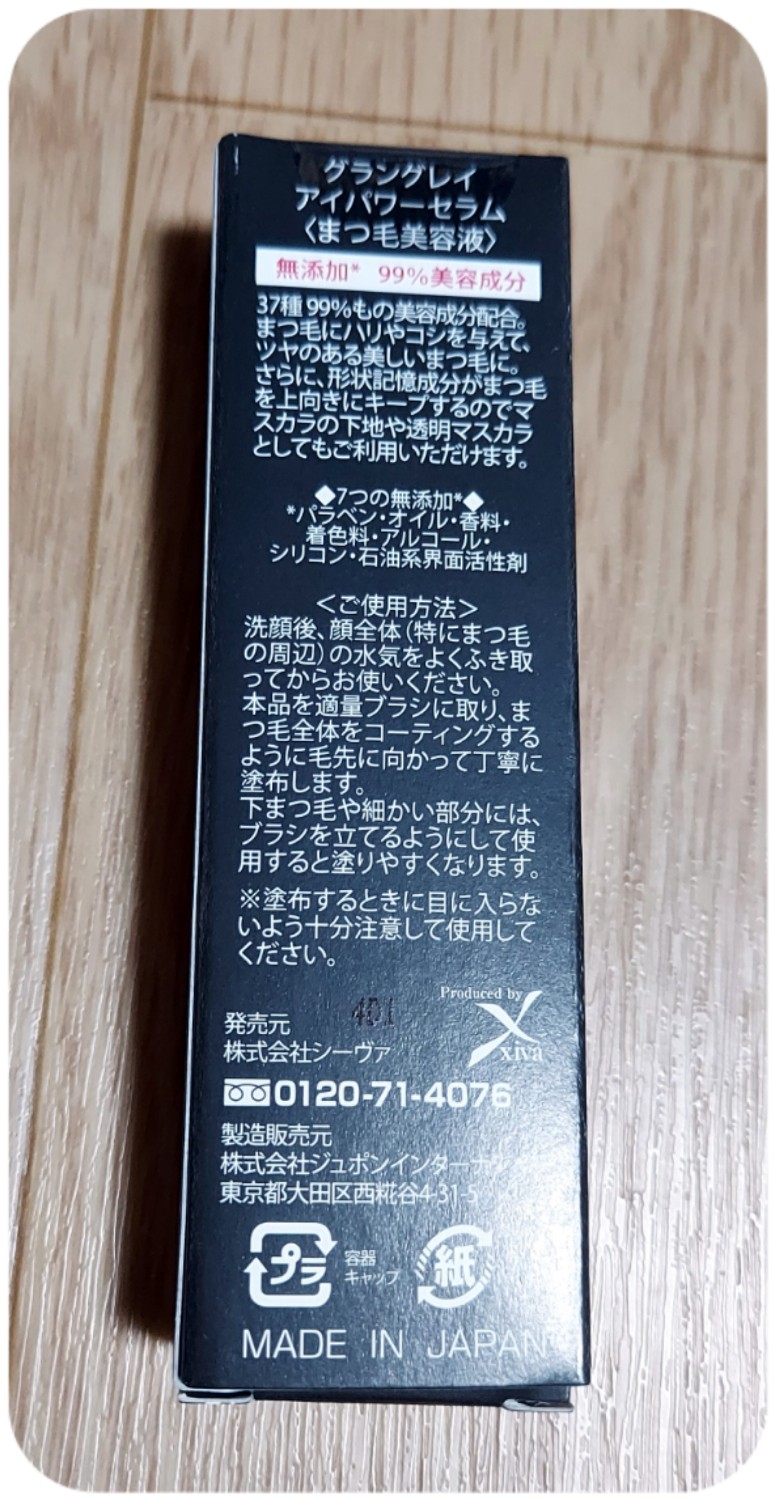 グラングレイ
アイパワーセラム
〈まつ毛美容液〉
無添加* 99%美容成分
37種 99%もの美容成分配合。
まつ毛にハリやコシを与えて、
ツヤのある美しいまつ毛に。
さらに、形状記憶成分がまつ毛
を上向きにキープするのでマ
スカラの下地や透明マスカラ
としてもご利用いただけます。
◆7つの無添加*◆
*パラベン・オイル・香料・
着色料・アルコール・
シリコン・石油系界面活性剤
＜ご使用方法＞
洗顔後、顔全体（特にまつ毛
の周辺）の水気をよくふき取
ってからお使いください。
本品を適量ブラシに取り、ま
つ毛全体をコーティングする
ように毛先に向かって丁寧に
塗布します。
下まつ毛や細かい部分には、
ブラシを立てるようにして使
用すると塗りやすくなります。
※塗布するときに目に入らな
いよう十分注意して使用して
ください。
4D1
Produced by
xiva
発売元
株式会社シーヴァ
0120-71-4076
製造販売元
株式会社ジュポンインターナ
東京都大田区西糀谷4-31-5
プラ
容器
キャップ
紙
MADE IN JAPAN